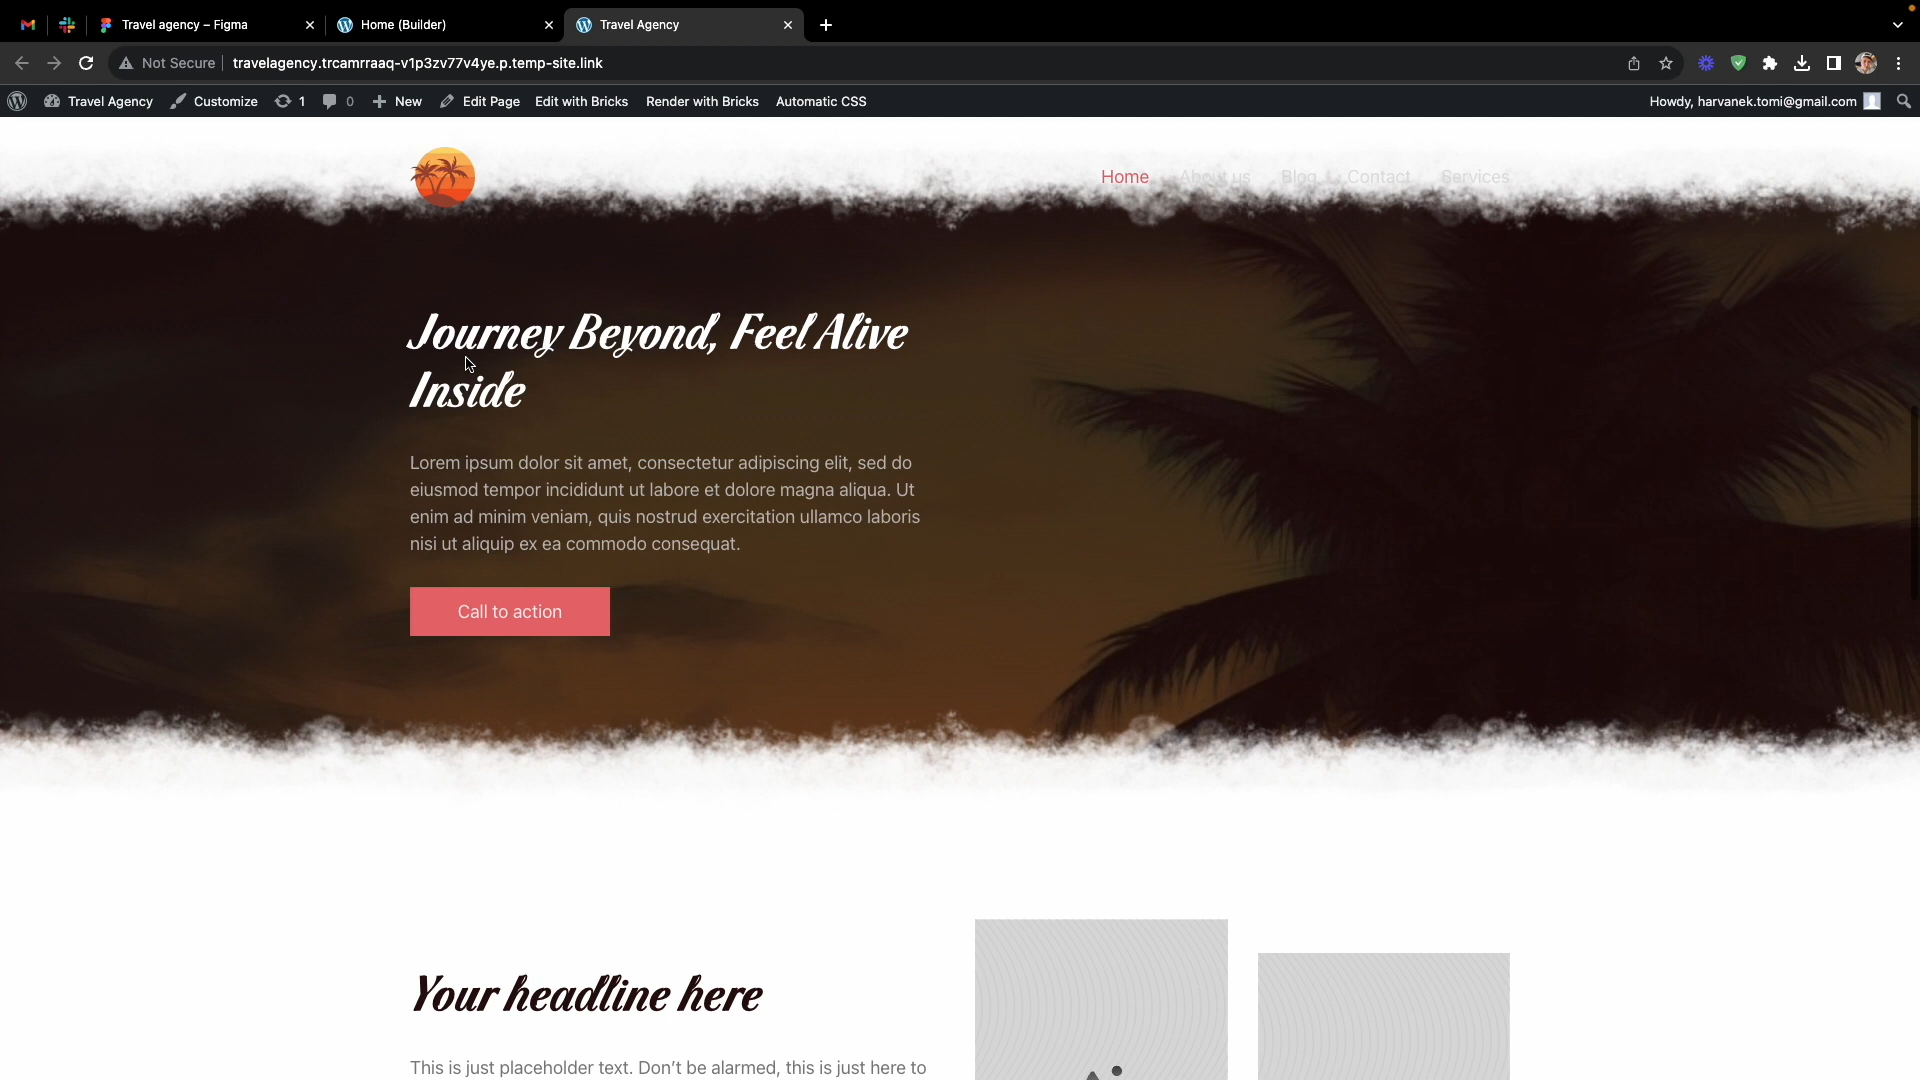 Travel agency – Figma
Home (Builder)
Travel Agency
Not Secure
travelagency.trcamrraaq-v1p3zv77v4ye.p.temp-site.link
Travel Agency
Customize
1
0
New
Edit Page
Edit with Bricks
Render with Bricks
Automatic CSS
Howdy, harvanek.tomi@gmail.com
Home
About us
Blog
Contact
Services
Journey Beyond, Feel Alive
Inside
Lorem ipsum dolor sit amet, consectetur adipiscing elit, sed do
eiusmod tempor incididunt ut labore et dolore magna aliqua. Ut
enim ad minim veniam, quis nostrud exercitation ullamco laboris
nisi ut aliquip ex ea commodo consequat.
Call to action
Your headline here
This is just placeholder text. Don’t be alarmed, this is just here to